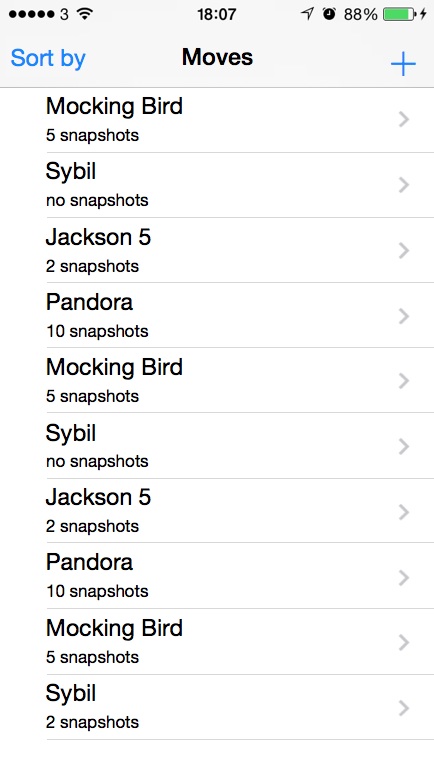 3 18:07 88%
Sort by Moves +
Mocking Bird
5 snapshots
Sybil
no snapshots
Jackson 5
2 snapshots
Pandora
10 snapshots
Mocking Bird
5 snapshots
Sybil
no snapshots
Jackson 5
2 snapshots
Pandora
10 snapshots
Mocking Bird
5 snapshots
Sybil
2 snapshots